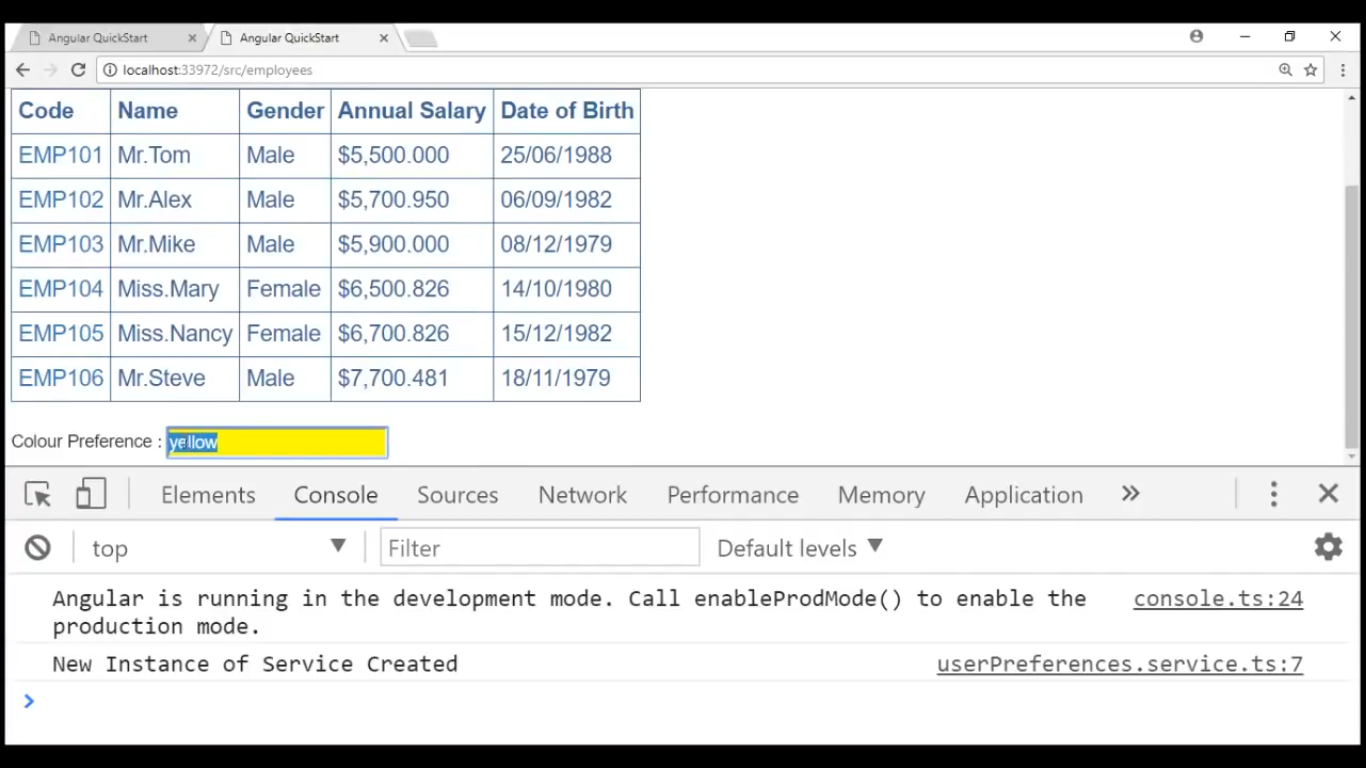 Angular QuickStart Angular QuickStart
localhost:33972/src/employees
Code Name Gender Annual Salary Date of Birth
EMP101 Mr.Tom Male $5,500.000 25/06/1988
EMP102 Mr.Alex Male $5,700.950 06/09/1982
EMP103 Mr.Mike Male $5,900.000 08/12/1979
EMP104 Miss.Mary Female $6,500.826 14/10/1980
EMP105 Miss.Nancy Female $6,700.826 15/12/1982
EMP106 Mr.Steve Male $7,700.481 18/11/1979
Colour Preference : yellow
Elements Console Sources Network Performance Memory Application
top Filter Default levels
Angular is running in the development mode. Call enableProdMode() to enable the console.ts:24
production mode.
New Instance of Service Created userPreferences.service.ts:7